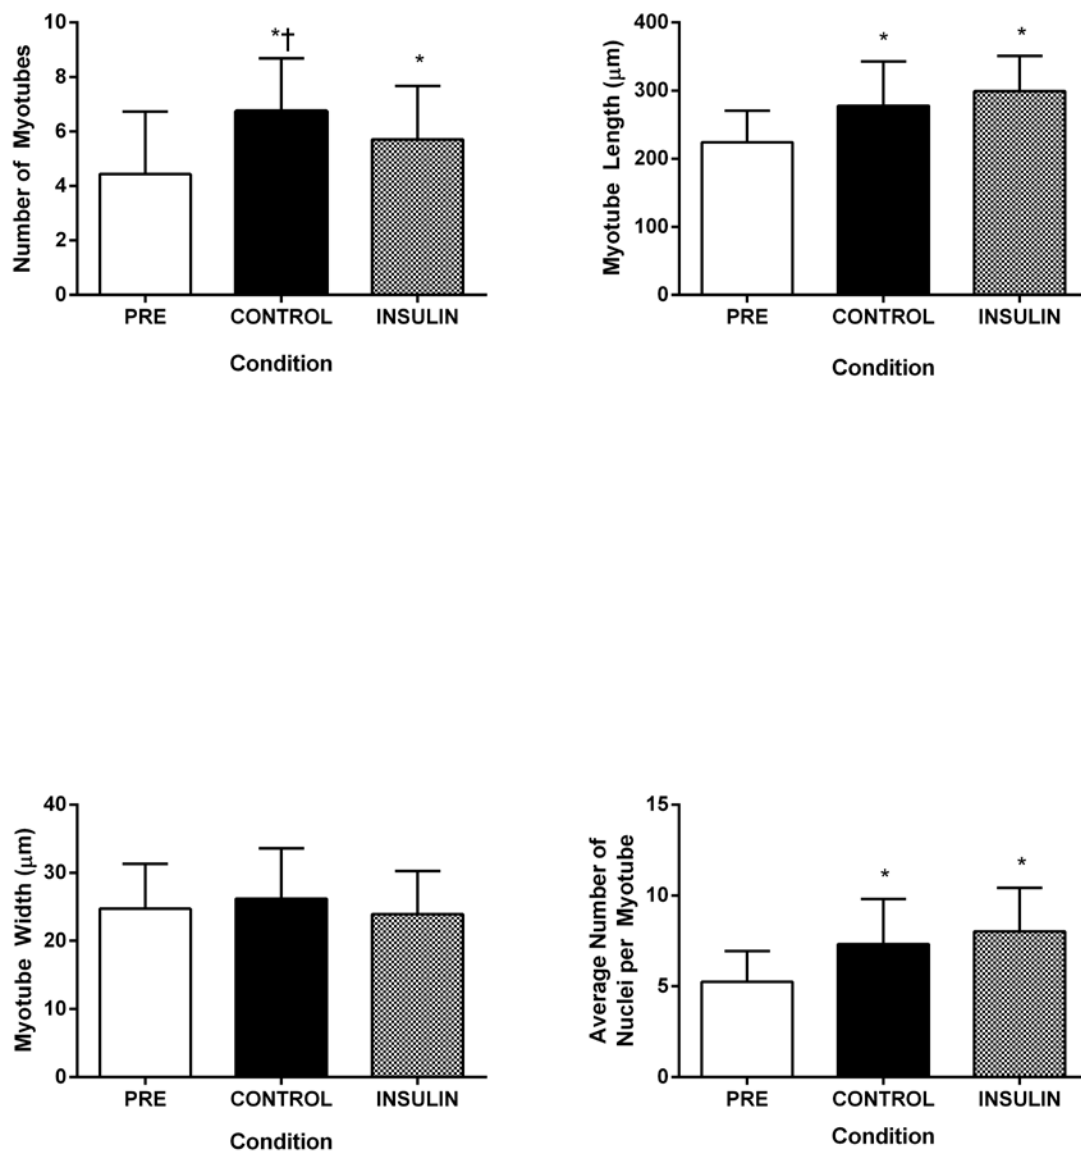 Number of Myotubes
10
8
6
4
2
0
*†
*
PRE CONTROL INSULIN
Condition
Myotube Length (μm)
400
300
200
100
0
*
*
PRE CONTROL INSULIN
Condition
Myotube Width (μm)
40
30
20
10
0
PRE CONTROL INSULIN
Condition
Average Number of
Nuclei per Myotube
15
10
5
0
*
*
PRE CONTROL INSULIN
Condition